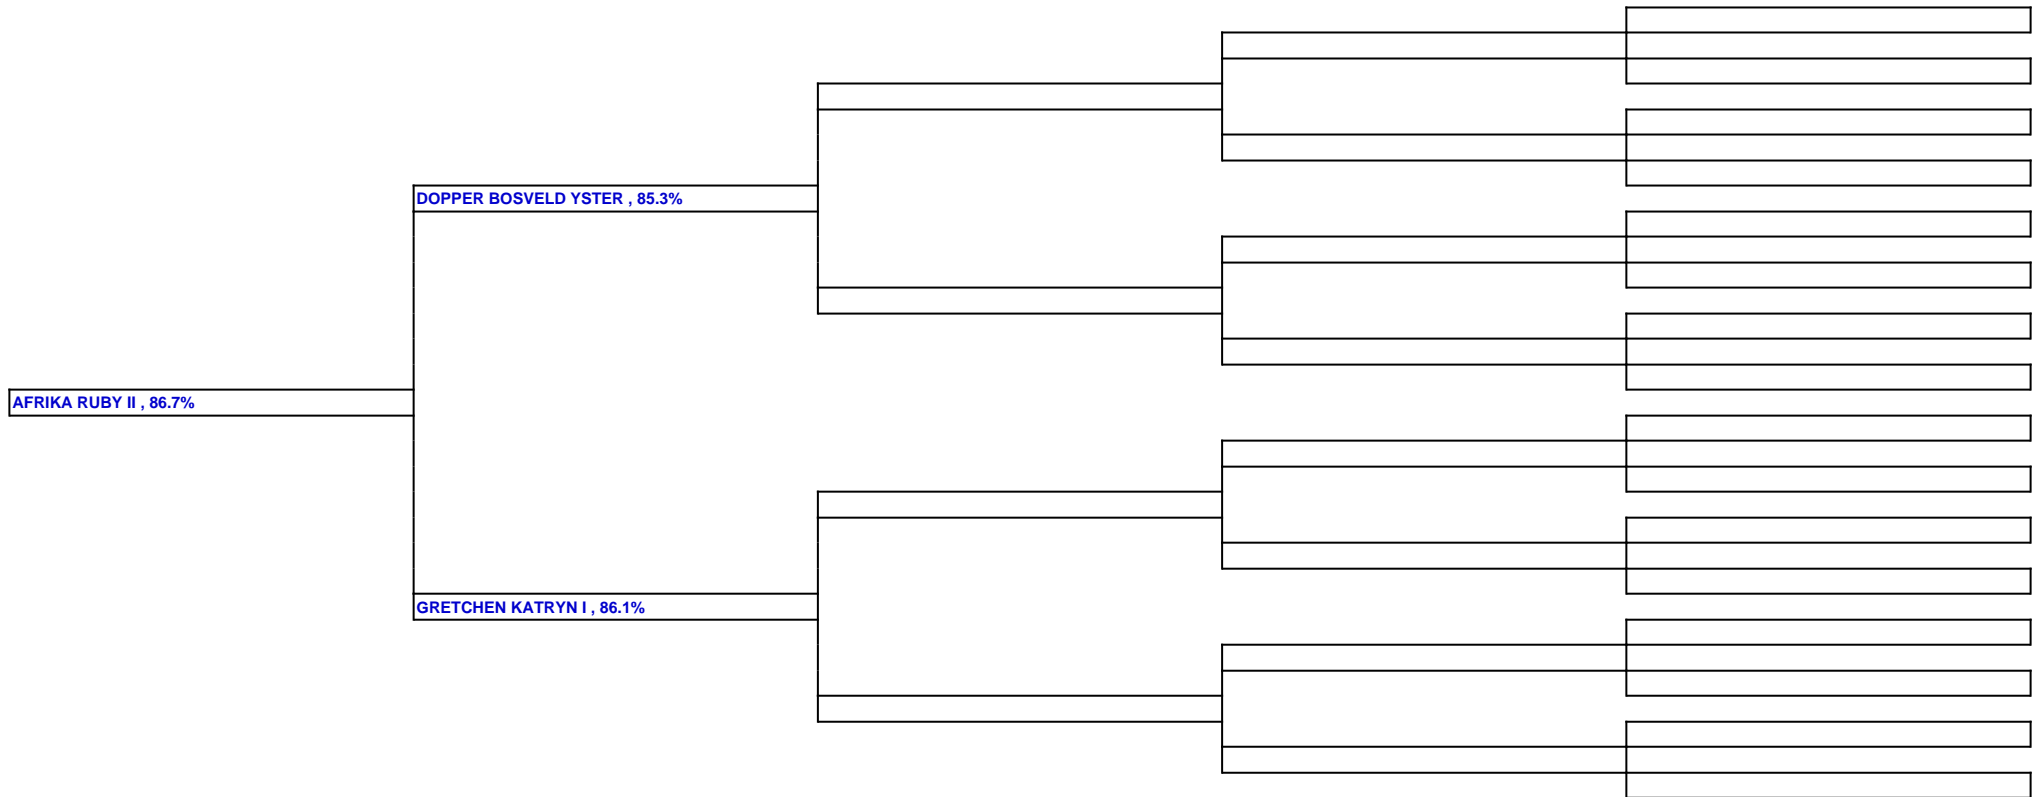 DOPPER BOSVELD YSTER , 85.3%
AFRIKA RUBY II , 86.7%
GRETCHEN KATRYN I , 86.1%